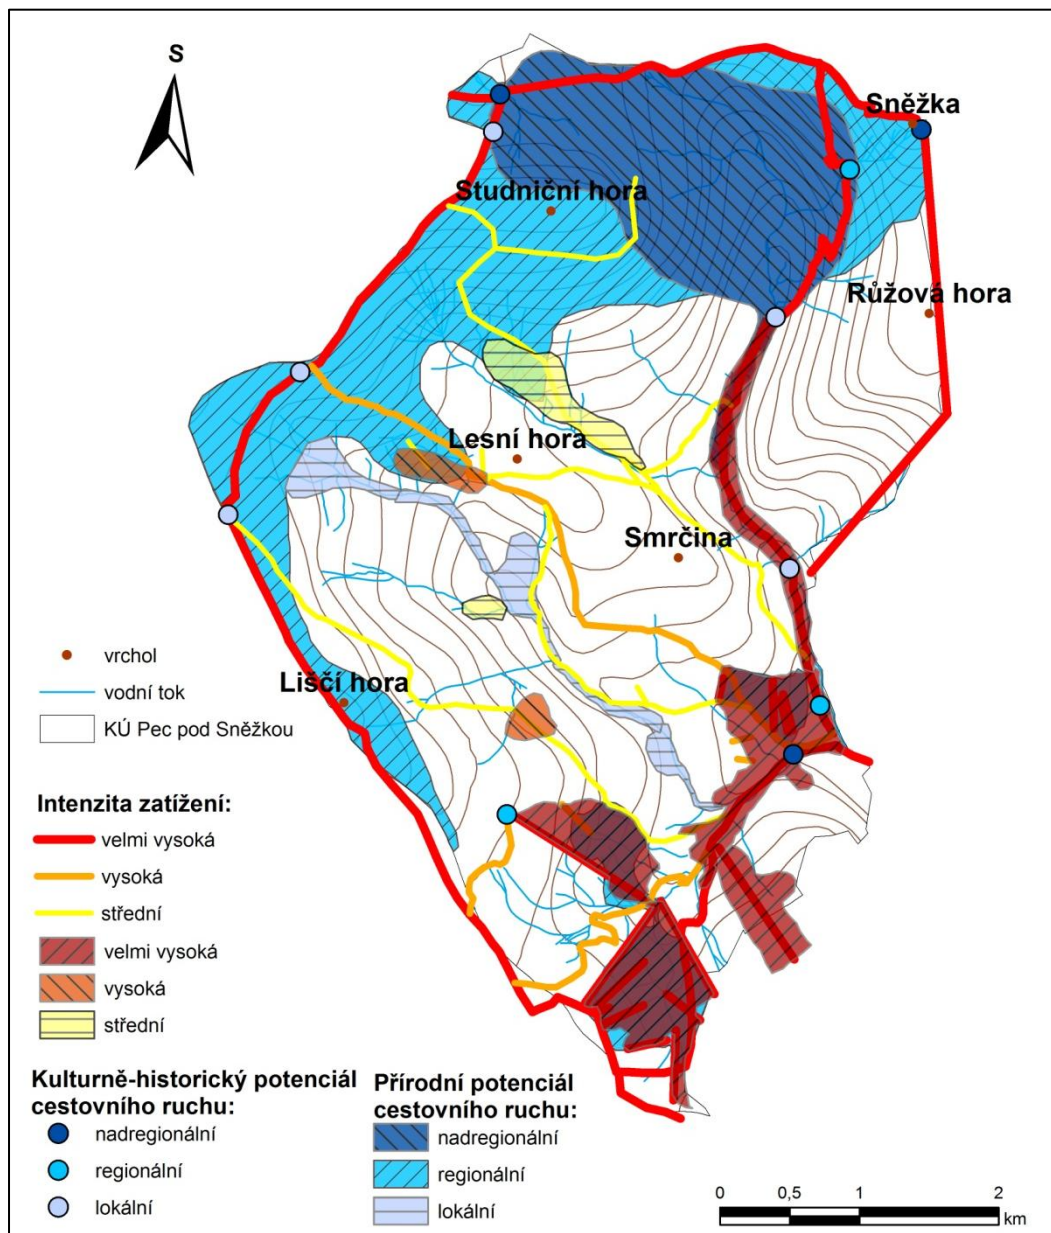 S
Sněžka
Studniční hora
Růžová hora
Lesní hora
Smrčina
Liščí hora
vrchol
vodní tok
KÚ Pec pod Sněžkou
Intenzita zatížení:
velmi vysoká
vysoká
střední
velmi vysoká
vysoká
střední
Kulturně-historický potenciál
cestovního ruchu:
nadregionální
regionální
lokální
Přírodní potenciál
cestovního ruchu:
nadregionální
regionální
lokální
0 0,5 1 2
km